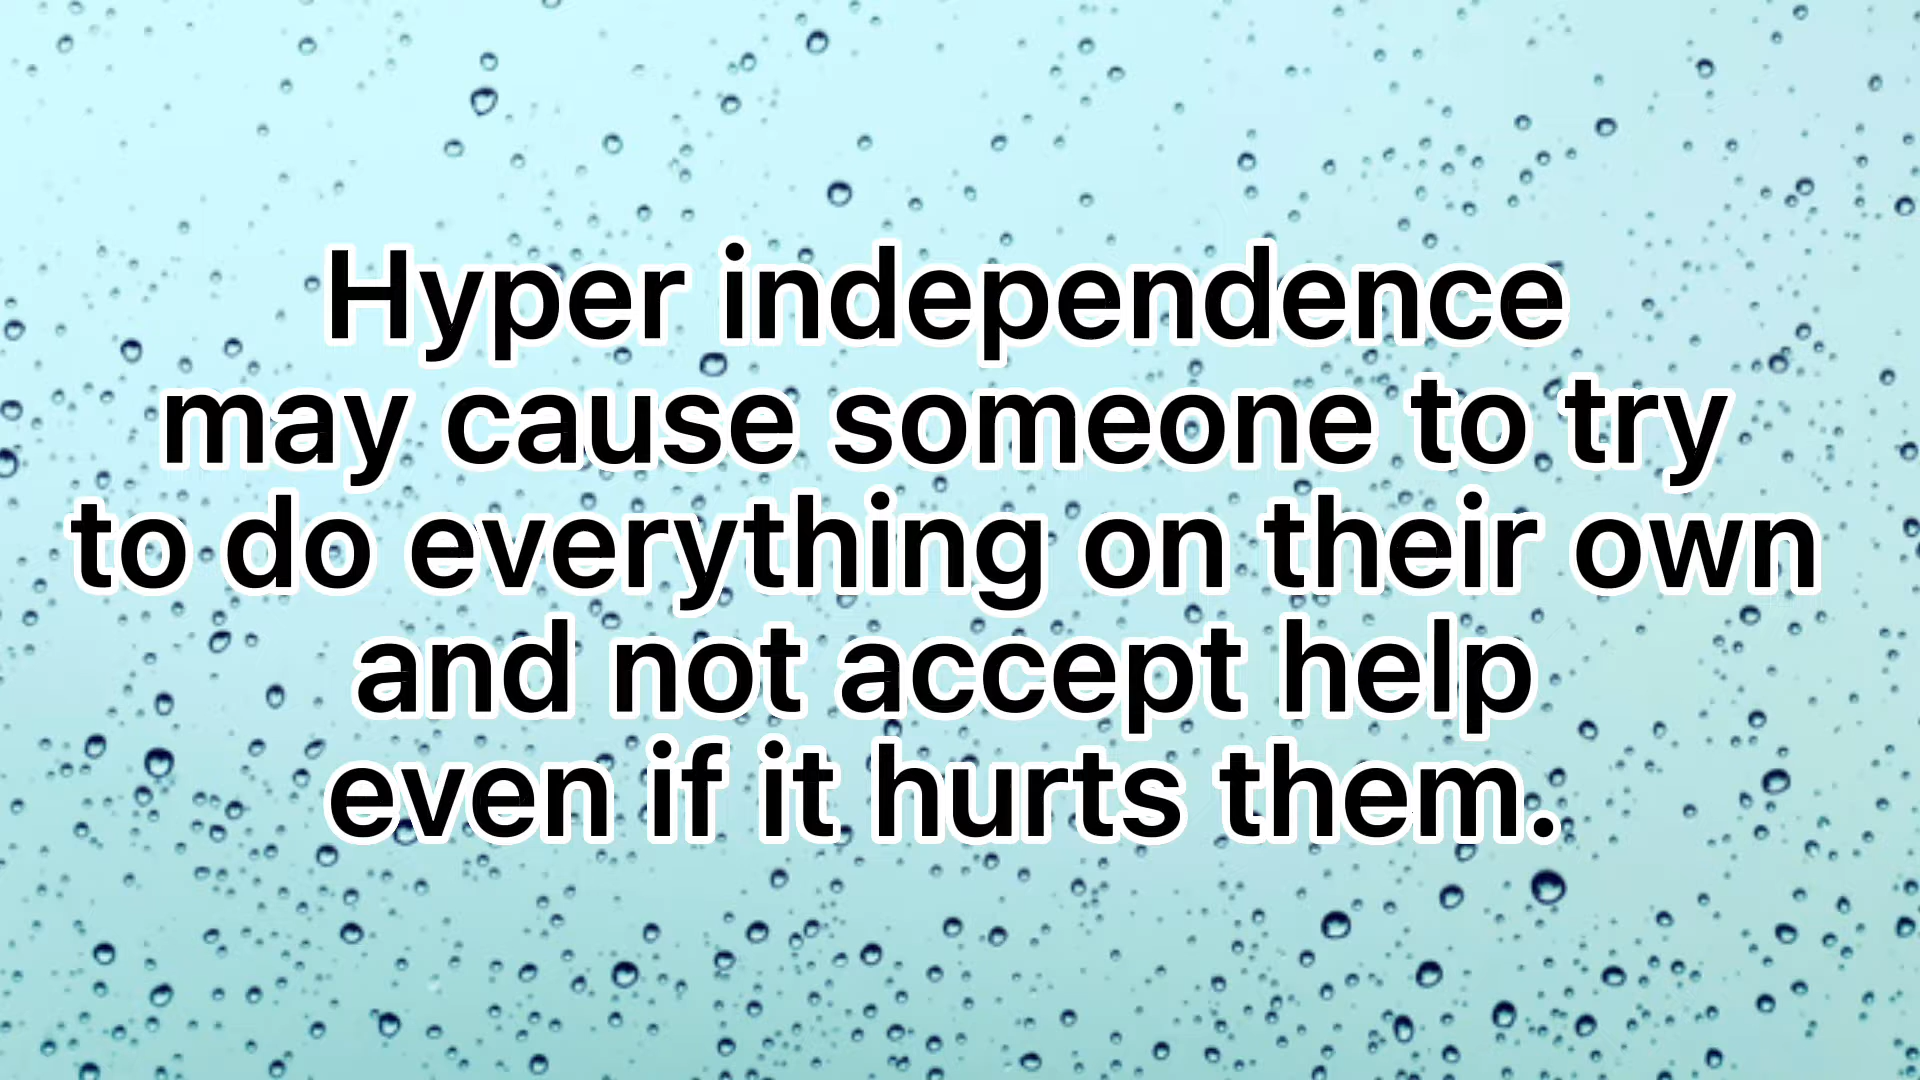 Hyper independence
may cause someone to try
to do everything on their own
and not accept help
even if it hurts them.